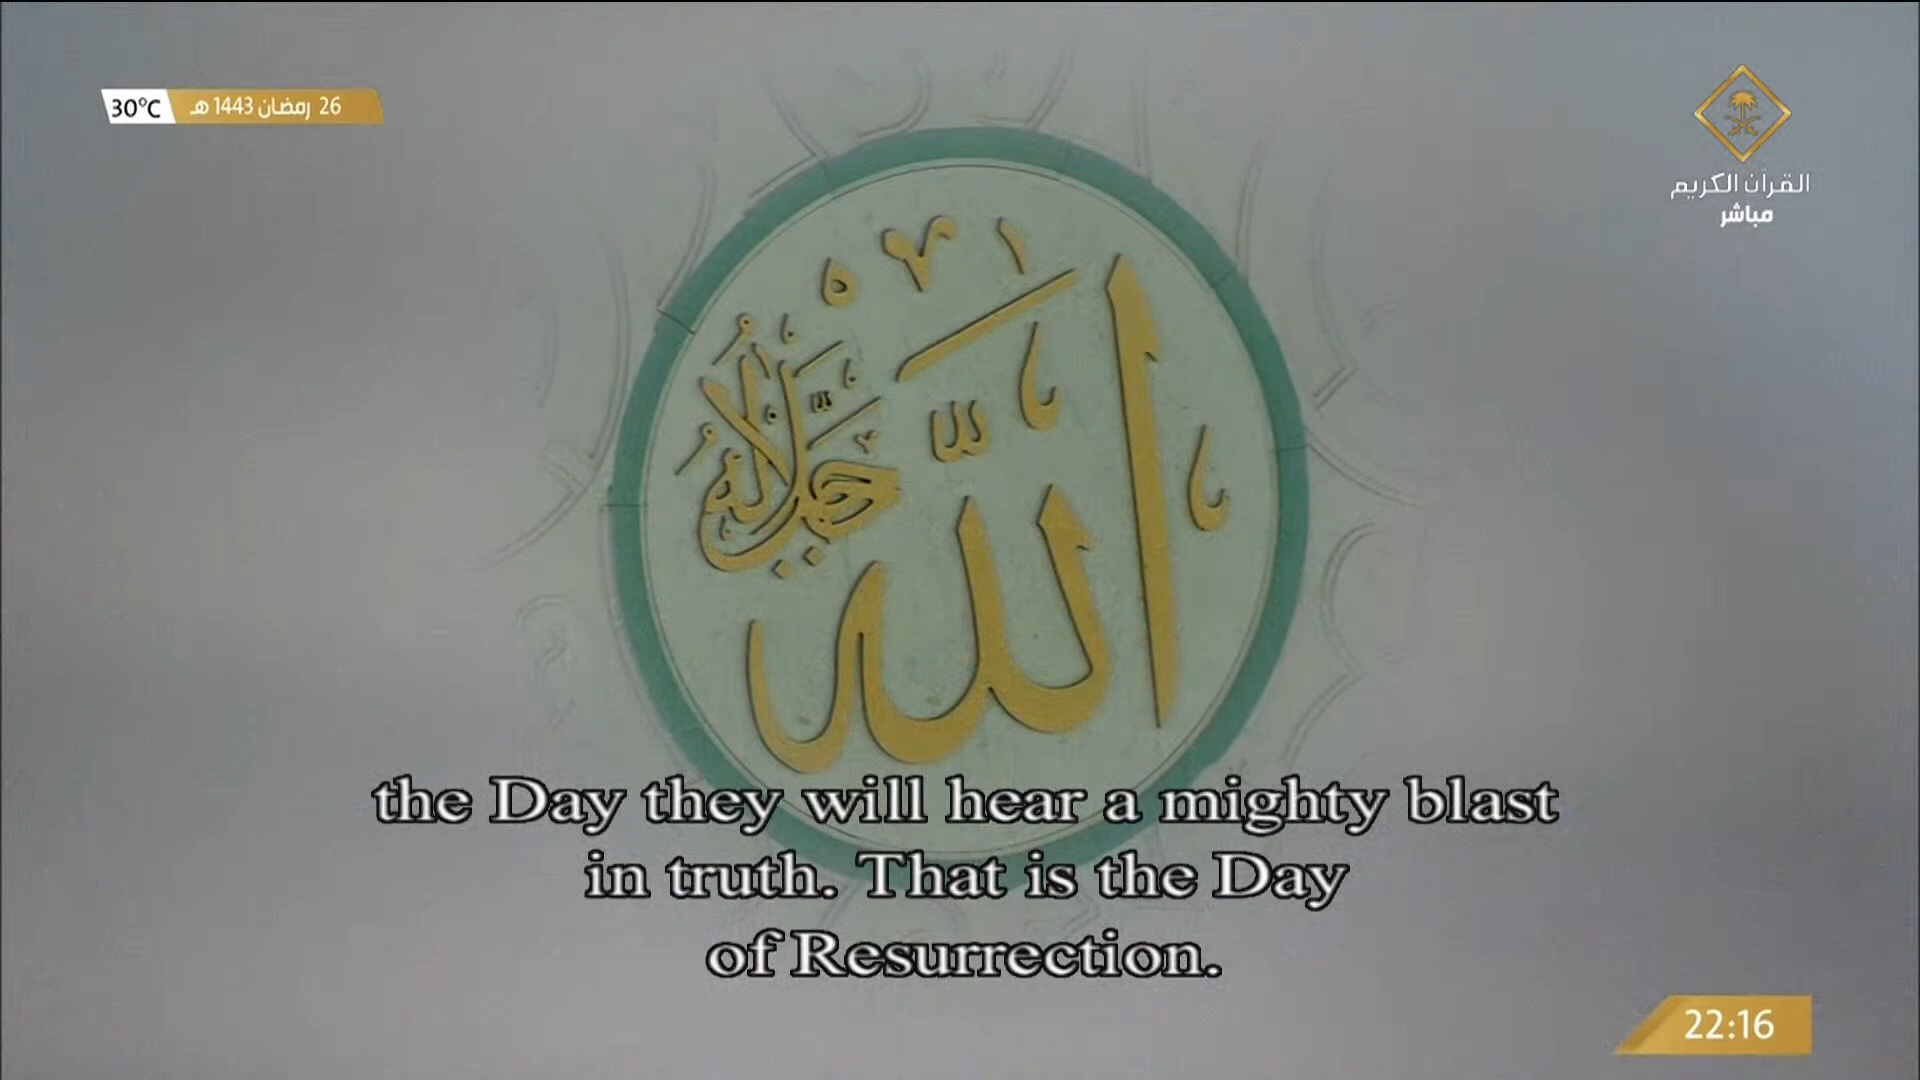 30°C
26 رمضان 1443 هـ
القرآن الكريم
مباشر
الله
جل جلاله
the Day they will hear a mighty blast
in truth. That is the Day
of Resurrection.
22:16